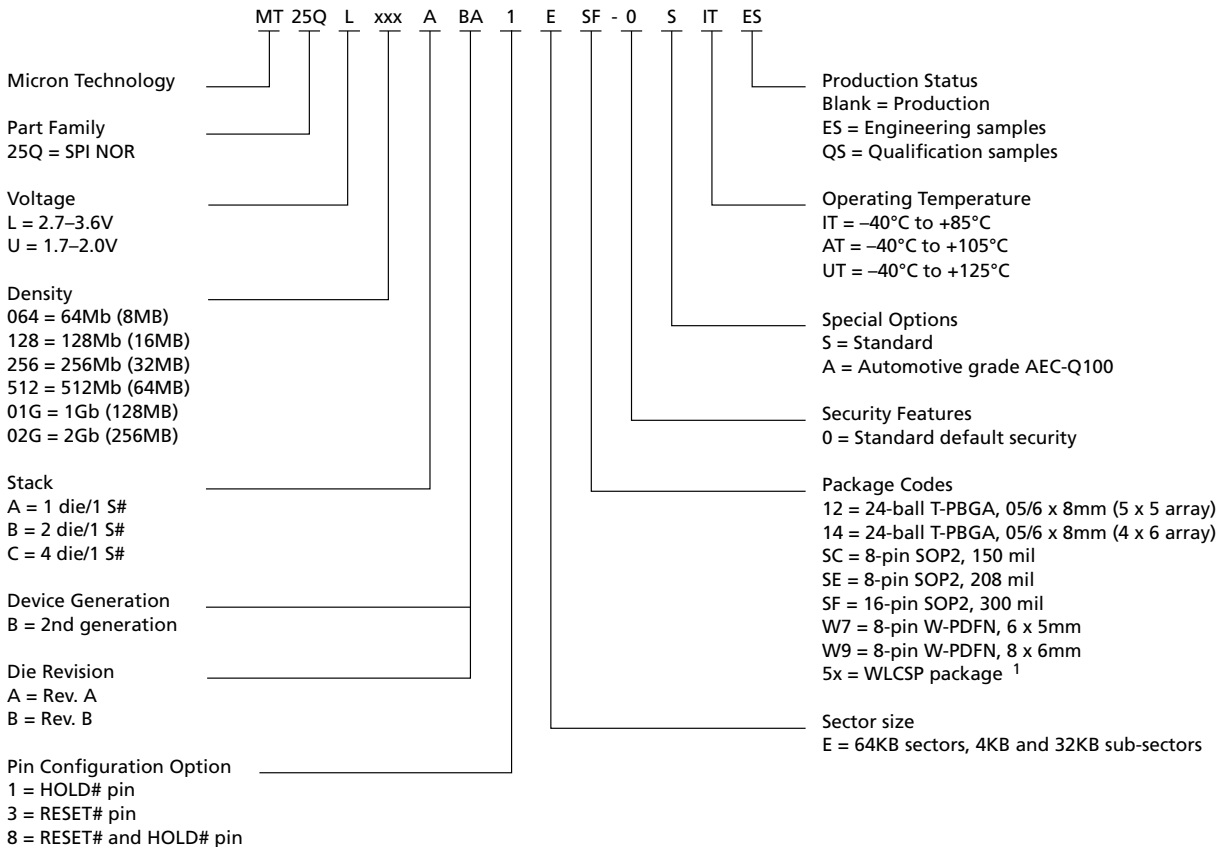 MT 25Q L xxx A BA 1 E SF - 0 S IT ES
Micron Technology
Part Family
25Q = SPI NOR
Voltage
L = 2.7–3.6V
U = 1.7–2.0V
Density
064 = 64Mb (8MB)
128 = 128Mb (16MB)
256 = 256Mb (32MB)
512 = 512Mb (64MB)
01G = 1Gb (128MB)
02G = 2Gb (256MB)
Stack
A = 1 die/1 S#
B = 2 die/1 S#
C = 4 die/1 S#
Device Generation
B = 2nd generation
Die Revision
A = Rev. A
B = Rev. B
Pin Configuration Option
1 = HOLD# pin
3 = RESET# pin
8 = RESET# and HOLD# pin
Production Status
Blank = Production
ES = Engineering samples
QS = Qualification samples
Operating Temperature
IT = –40°C to +85°C
AT = –40°C to +105°C
UT = –40°C to +125°C
Special Options
S = Standard
A = Automotive grade AEC-Q100
Security Features
0 = Standard default security
Package Codes
12 = 24-ball T-PBGA, 05/6 x 8mm (5 x 5 array)
14 = 24-ball T-PBGA, 05/6 x 8mm (4 x 6 array)
SC = 8-pin SOP2, 150 mil
SE = 8-pin SOP2, 208 mil
SF = 16-pin SOP2, 300 mil
W7 = 8-pin W-PDFN, 6 x 5mm
W9 = 8-pin W-PDFN, 8 x 6mm
5x = WLCSP package 1
Sector size
E = 64KB sectors, 4KB and 32KB sub-sectors